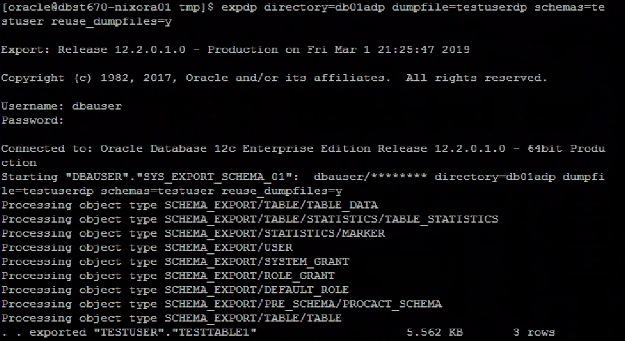 [oracle@dbst670-nixora01 tmp]$ expdp directory=db01adp dumpfile=testuserdp schemas=te
stuser reuse_dumpfiles=y
Export: Release 12.2.0.1.0 - Production on Fri Mar 1 21:25:47 2019
Copyright (c) 1982, 2017, Oracle and/or its affiliates.  All rights reserved.
Username: dbauser
Password:
Connected to: Oracle Database 12c Enterprise Edition Release 12.2.0.1.0 - 64bit Produ
ction
Starting "DBAUSER"."SYS_EXPORT_SCHEMA_01":  dbauser/******** directory=db01adp dumpfi
le=testuserdp schemas=testuser reuse_dumpfiles=y
Processing object type SCHEMA_EXPORT/TABLE/TABLE_DATA
Processing object type SCHEMA_EXPORT/TABLE/STATISTICS/TABLE_STATISTICS
Processing object type SCHEMA_EXPORT/STATISTICS/MARKER
Processing object type SCHEMA_EXPORT/USER
Processing object type SCHEMA_EXPORT/SYSTEM_GRANT
Processing object type SCHEMA_EXPORT/ROLE_GRANT
Processing object type SCHEMA_EXPORT/DEFAULT_ROLE
Processing object type SCHEMA_EXPORT/PRE_SCHEMA/PROCACT_SCHEMA
Processing object type SCHEMA_EXPORT/TABLE/TABLE
. . exported "TESTUSER"."TESTTABLE1"                         5.562 KB       3 rows